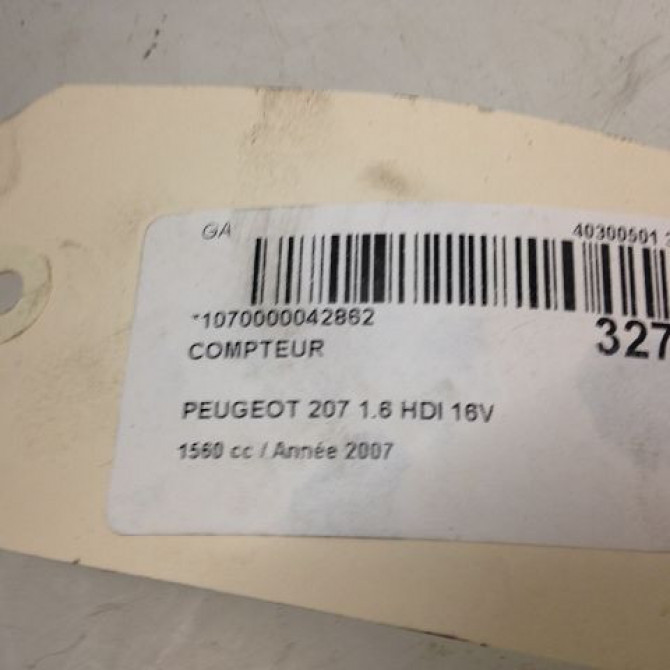 GA 40300501
*1070000042862
327
COMPTEUR
PEUGEOT 207 1.6 HDI 16V
1560 cc / Année 2007